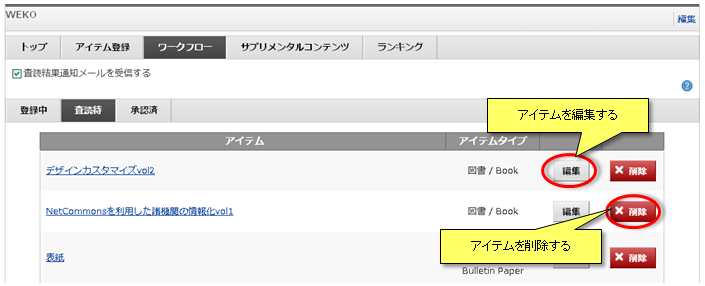 WEKO
編集
トップ アイテム登録 ワークフロー サプリメンタルコンテンツ ランキング
査読結果通知メールを受信する
?
登録中 査読待 承認済
アイテムを編集する
アイテム アイテムタイプ
デザインカスタマイズvol2 図書 / Book 編集 × 削除
NetCommonsを利用した諸機関の情報化vol1 図書 / Book 編集 × 削除
アイテムを削除する
表紙 × 削除
Bulletin Paper